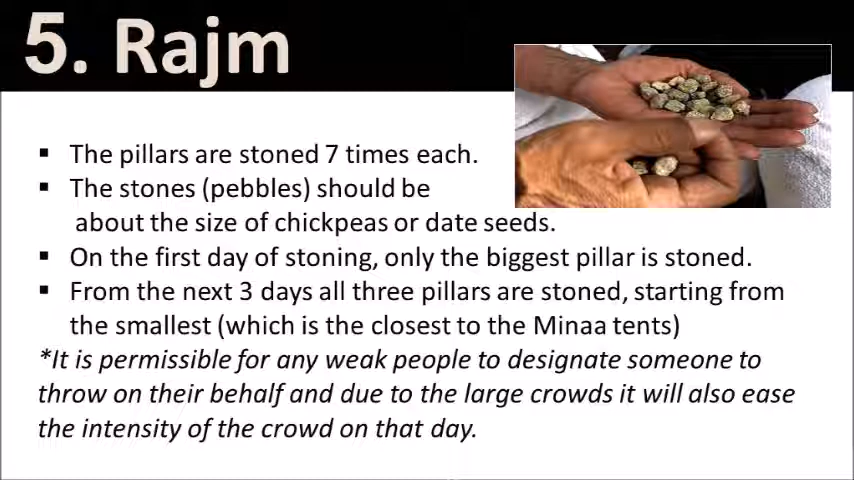 5. Rajm
▪ The pillars are stoned 7 times each.
▪ The stones (pebbles) should be
about the size of chickpeas or date seeds.
▪ On the first day of stoning, only the biggest pillar is stoned.
▪ From the next 3 days all three pillars are stoned, starting from
the smallest (which is the closest to the Minaa tents)
*It is permissible for any weak people to designate someone to
throw on their behalf and due to the large crowds it will also ease
the intensity of the crowd on that day.